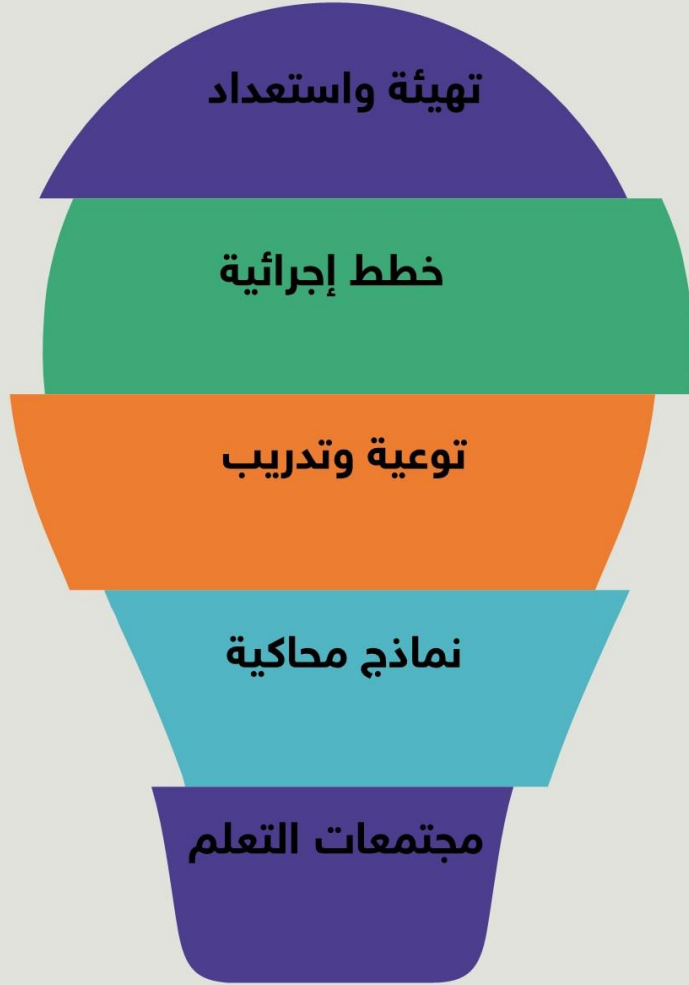 تهيئة واستعداد
خطط إجرائية
توعية وتدريب
نماذج محاكية
مجتمعات التعلم